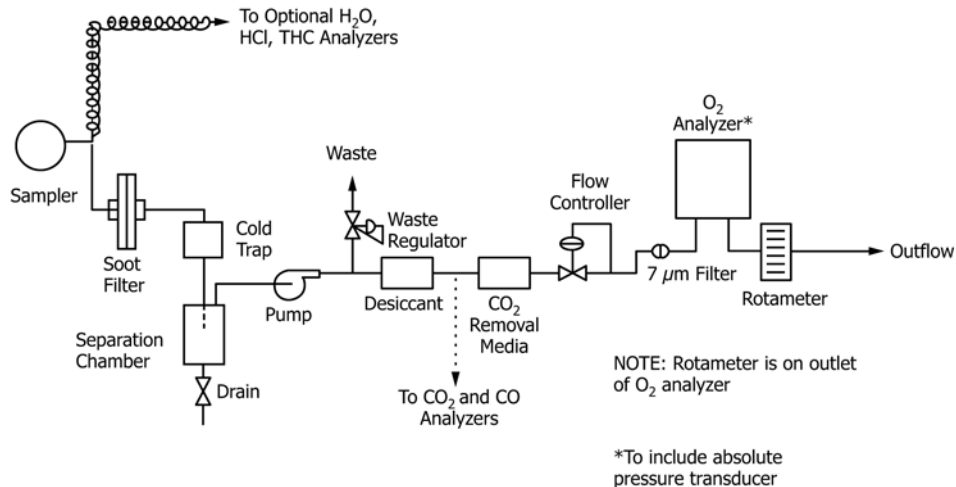 To Optional H₂O,
HCl, THC Analyzers
Sampler
Soot
Filter
Cold
Trap
Separation
Chamber
Drain
Pump
Waste
Waste
Regulator
Desiccant
To CO₂ and CO
Analyzers
CO₂
Removal
Media
Flow
Controller
7 μm Filter
O₂
Analyzer*
Rotameter
Outflow
NOTE: Rotameter is on outlet
of O₂ analyzer
*To include absolute
pressure transducer